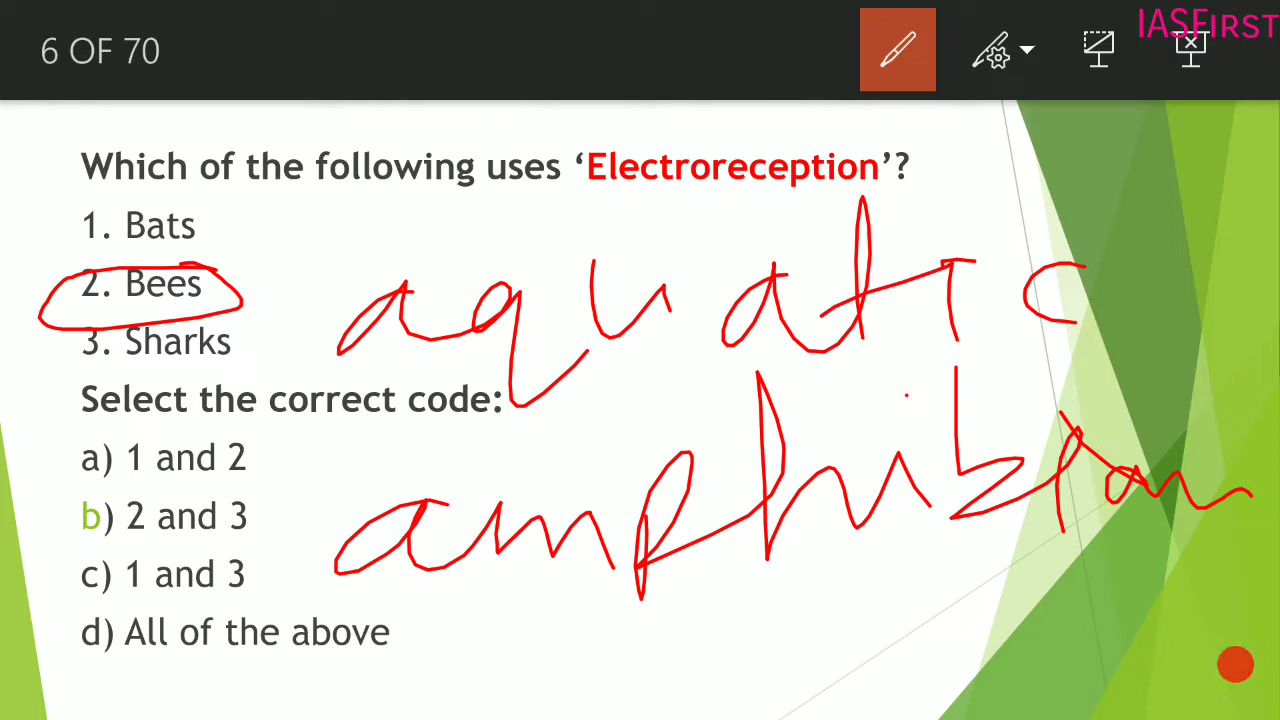 IASFIRST
6 OF 70
Which of the following uses ‘Electroreception’?
1. Bats
2. Bees
3. Sharks
aquatic
Select the correct code:
a) 1 and 2
b) 2 and 3
c) 1 and 3
d) All of the above
amphibian